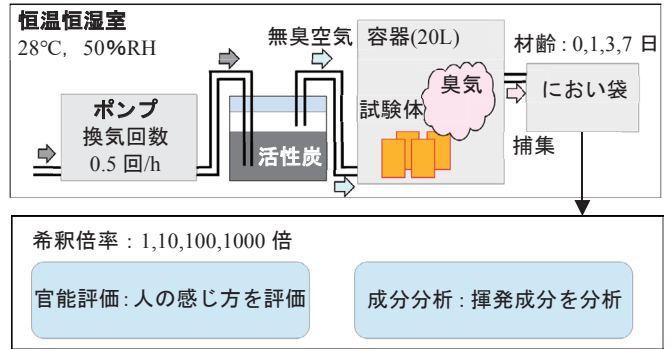 恒温恒湿室
28℃, 50%RH
無臭空気
容器(20L)
材齢：0,1,3,7 日
ポンプ
換気回数
0.5 回/h
活性炭
試験体
臭気
におい袋
捕集
希釈倍率：1,10,100,1000 倍
官能評価：人の感じ方を評価
成分分析：揮発成分を分析